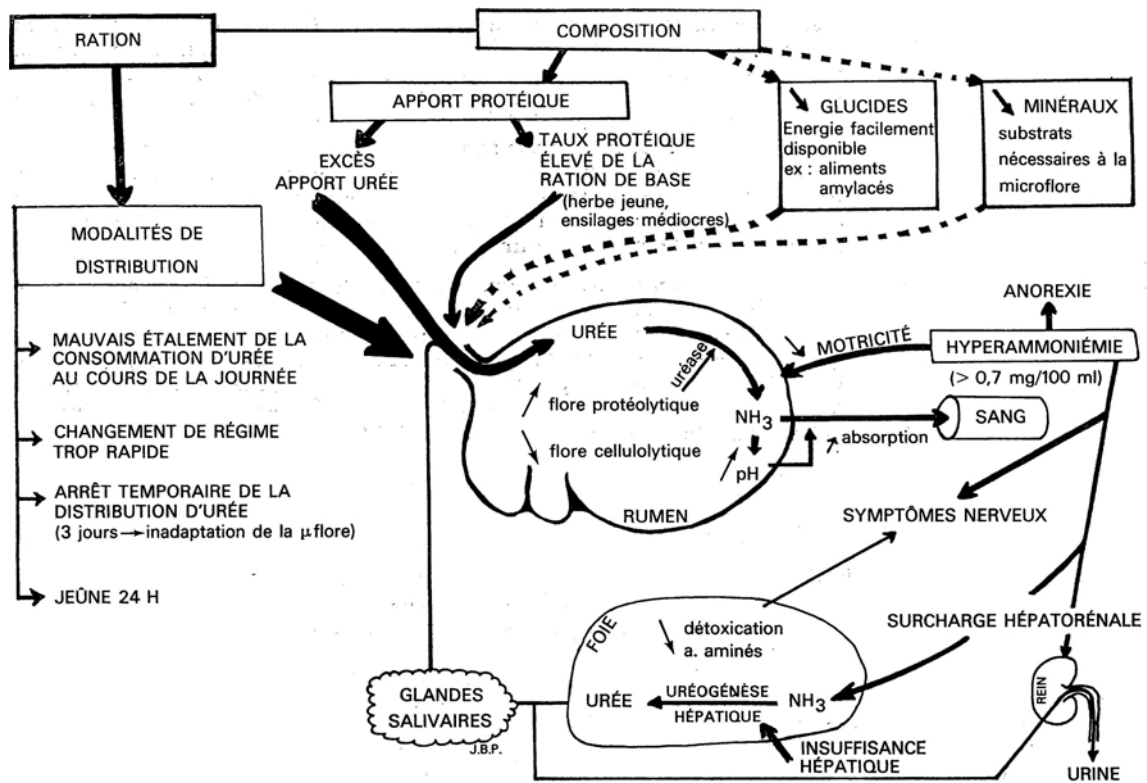 RATION
COMPOSITION
APPORT PROTÉIQUE
↘ GLUCIDES
Energie facilement
disponible
ex : aliments
amylacés
↘ MINÉRAUX
substrats
nécessaires à la
microflore
EXCÈS
APPORT URÉE
TAUX PROTÉIQUE
ÉLEVÉ DE LA
RATION DE BASE
(herbe jeune,
ensilages médiocres)
MODALITÉS DE
DISTRIBUTION
MAUVAIS ÉTALEMENT DE LA
CONSOMMATION D'URÉE
AU COURS DE LA JOURNÉE
CHANGEMENT DE RÉGIME
TROP RAPIDE
ARRÊT TEMPORAIRE DE LA
DISTRIBUTION D'URÉE
(3 jours → inadaptation de la µflore)
JEÛNE 24 H
URÉE
uréase
↗ flore protéolytique
↘ flore cellulolytique
NH3
↗ pH
RUMEN
↘ MOTRICITÉ
ANOREXIE
HYPERAMMONIÉMIE
(> 0,7 mg/100 ml)
SANG
↗ absorption
SYMPTÔMES NERVEUX
SURCHARGE HÉPATORÉNALE
FOIE
↘ détoxication
a. aminés
URÉE
URÉOGÉNÈSE
HÉPATIQUE
NH3
INSUFFISANCE
HÉPATIQUE
GLANDES
SALIVAIRES
J.B.P.
REIN
URINE